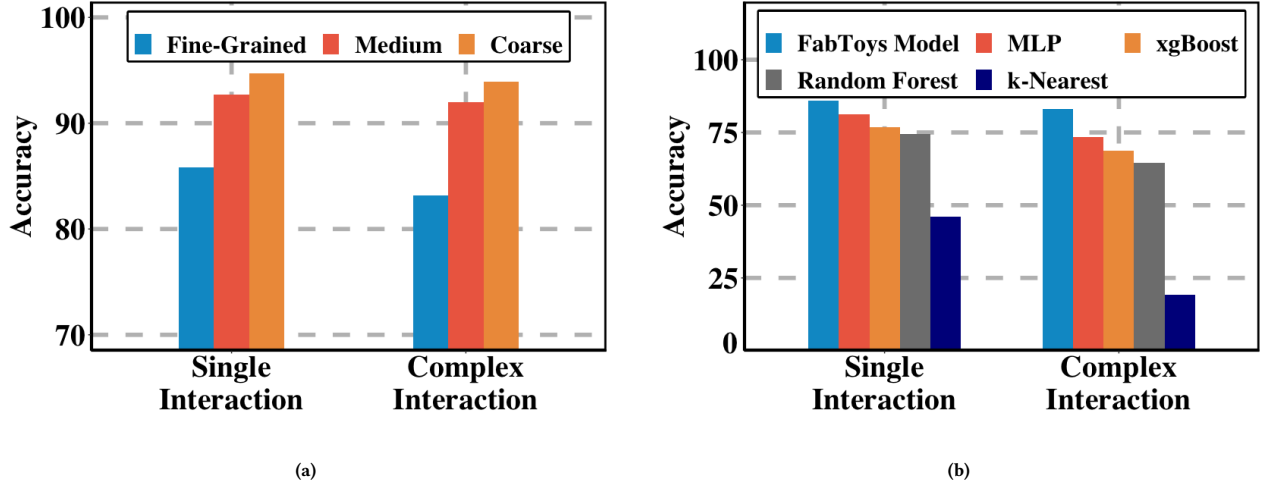 100
90
80
70
Accuracy
Fine-Grained Medium Coarse
Single
Interaction
Complex
Interaction
(a)
100
75
50
25
0
Accuracy
FabToys Model MLP xgBoost
Random Forest k-Nearest
Single
Interaction
Complex
Interaction
(b)